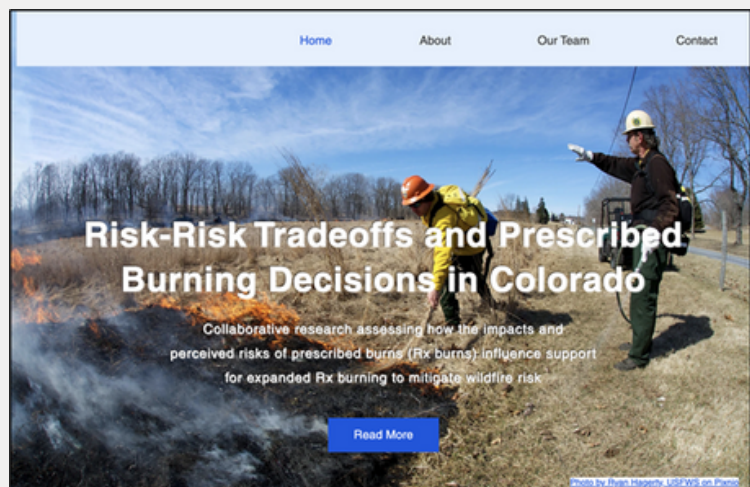 Home About Our Team Contact
Risk-Risk Tradeoffs and Prescribed
Burning Decisions in Colorado
Collaborative research assessing how the impacts and
perceived risks of prescribed burns (Rx burns) influence support
for expanded Rx burning to mitigate wildfire risk
Read More
Photo by Ryan Hagerty, USFWS on Pixnio